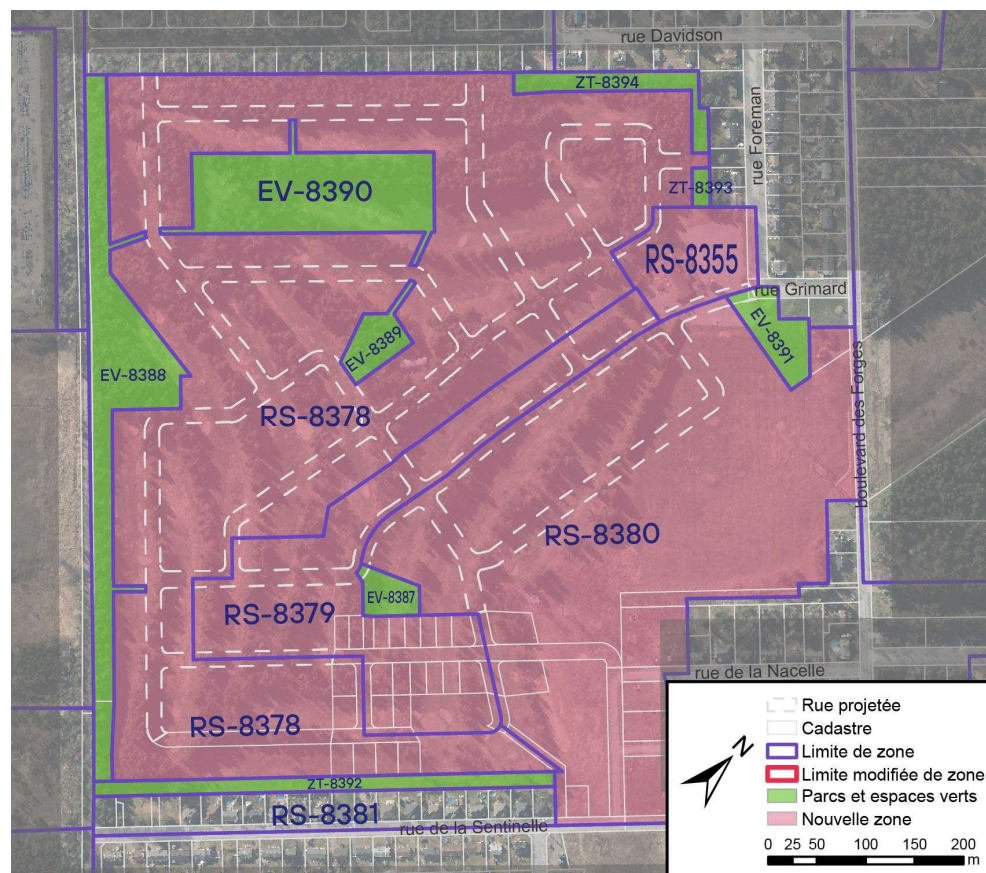 rue Davidson
ZT-8394
rue Foreman
EV-8390
ZT-8393
RS-8355
rue Grimard
EV-8391
EV-8389
EV-8388
RS-8378
boulevard des Forges
RS-8380
EV-8387
RS-8379
rue de la Nacelle
RS-8378
ZT-8392
RS-8381
rue de la Sentinelle
N
Rue projetée
Cadastre
Limite de zone
Limite modifiée de zone
Parcs et espaces verts
Nouvelle zone
0 25 50 100 150 200
m